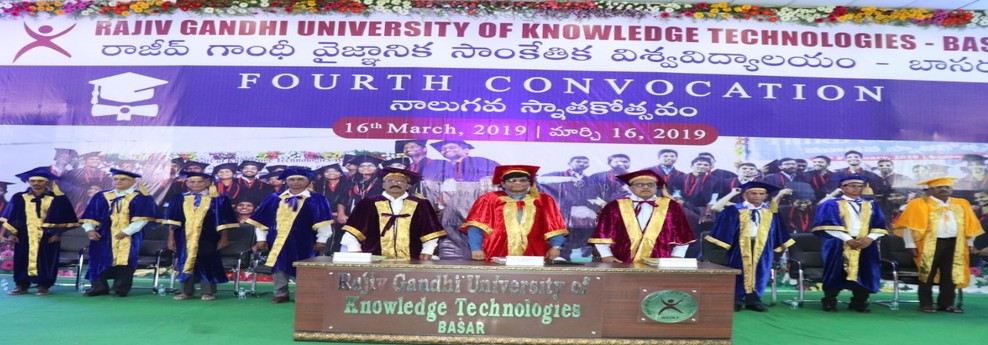 RAJIV GANDHI UNIVERSITY OF KNOWLEDGE TECHNOLOGIES - BAS
రాజీవ్ గాంధీ వైజ్ఞానిక సాంకేతిక విశ్వవిద్యాలయం - బాసర
FOURTH CONVOCATION
నాలుగవ స్నాతకోత్సవం
16th March, 2019 | మార్చి 16, 2019
Rajiv Gandhi University of
Knowledge Technologies
BASAR